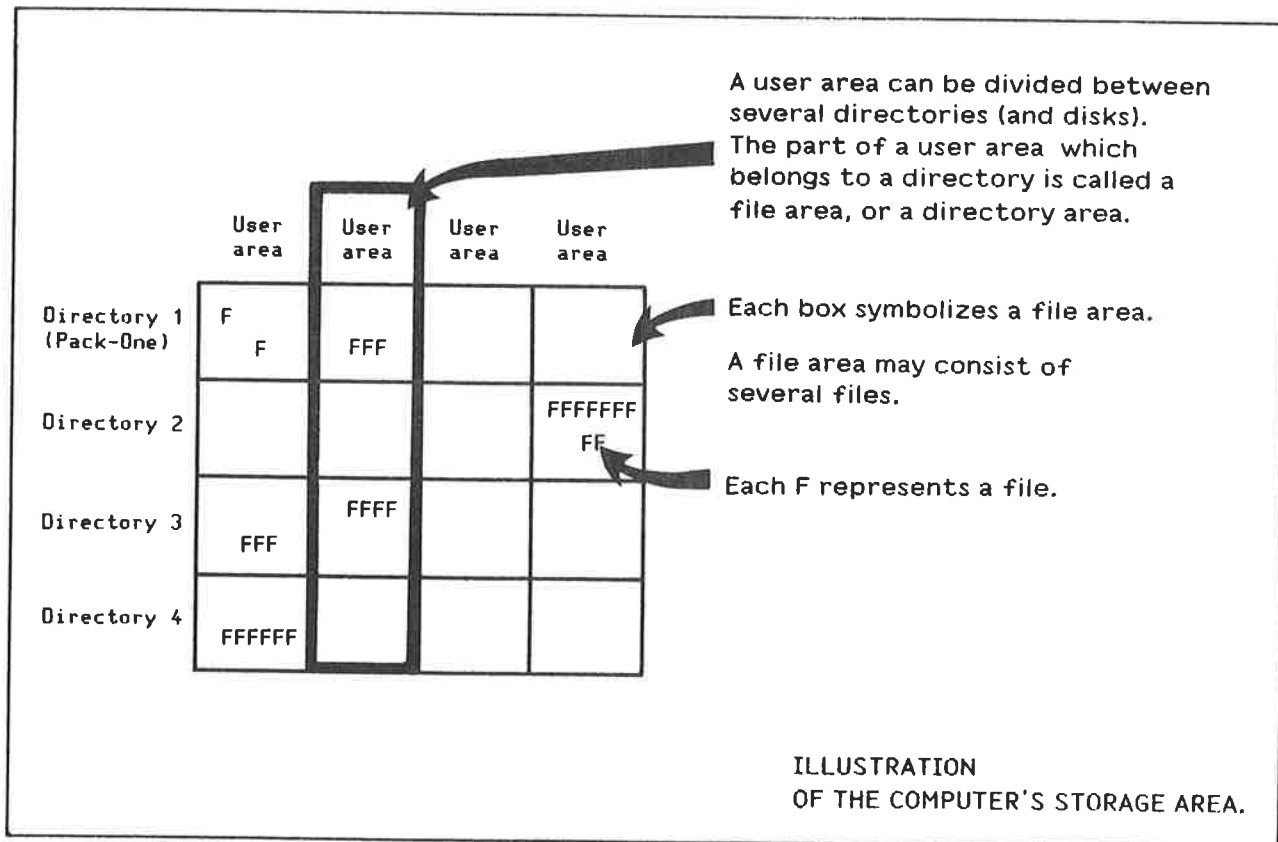 A user area can be divided between
several directories (and disks).
The part of a user area which
belongs to a directory is called a
file area, or a directory area.
User area
User area
User area
User area
Directory 1
(Pack-One)
F
F
FFF
Each box symbolizes a file area.
A file area may consist of
several files.
Directory 2
FFFFFFF
FF
Each F represents a file.
Directory 3
FFF
FFFF
Directory 4
FFFFFF
ILLUSTRATION
OF THE COMPUTER'S STORAGE AREA.